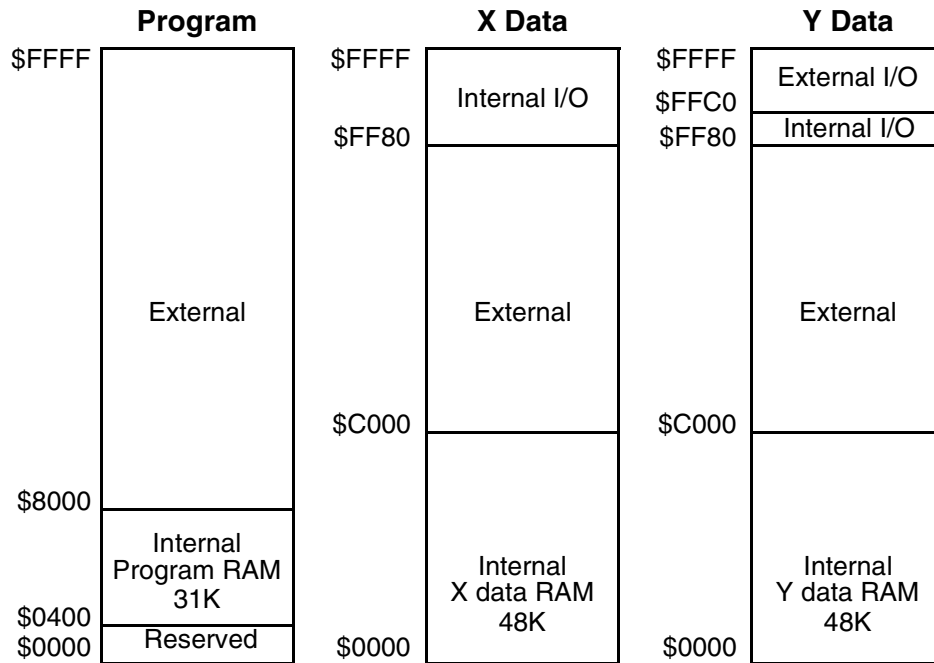 Program
$FFFF
External
$8000
Internal
Program RAM
31K
$0400
Reserved
$0000
X Data
$FFFF
Internal I/O
$FF80
External
$C000
Internal
X data RAM
48K
$0000
Y Data
$FFFF
External I/O
$FFC0
Internal I/O
$FF80
External
$C000
Internal
Y data RAM
48K
$0000